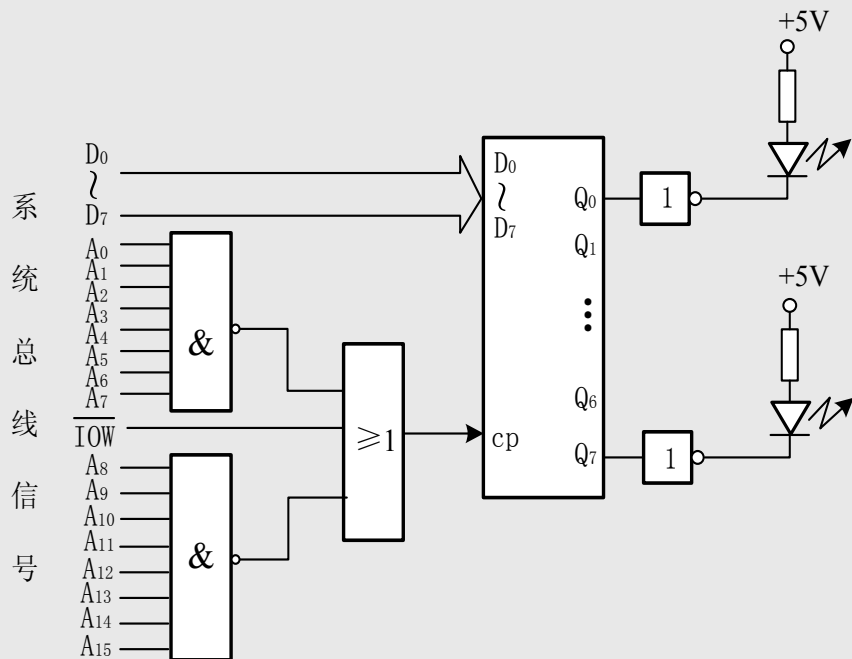 系统总线信号
D0
~
D7
A0
A1
A2
A3
A4
A5
A6
A7
IOW
A8
A9
A10
A11
A12
A13
A14
A15
&
&
≥1
D0
~
D7
cp
Q0
Q1
⋮
Q6
Q7
1
1
+5V
+5V